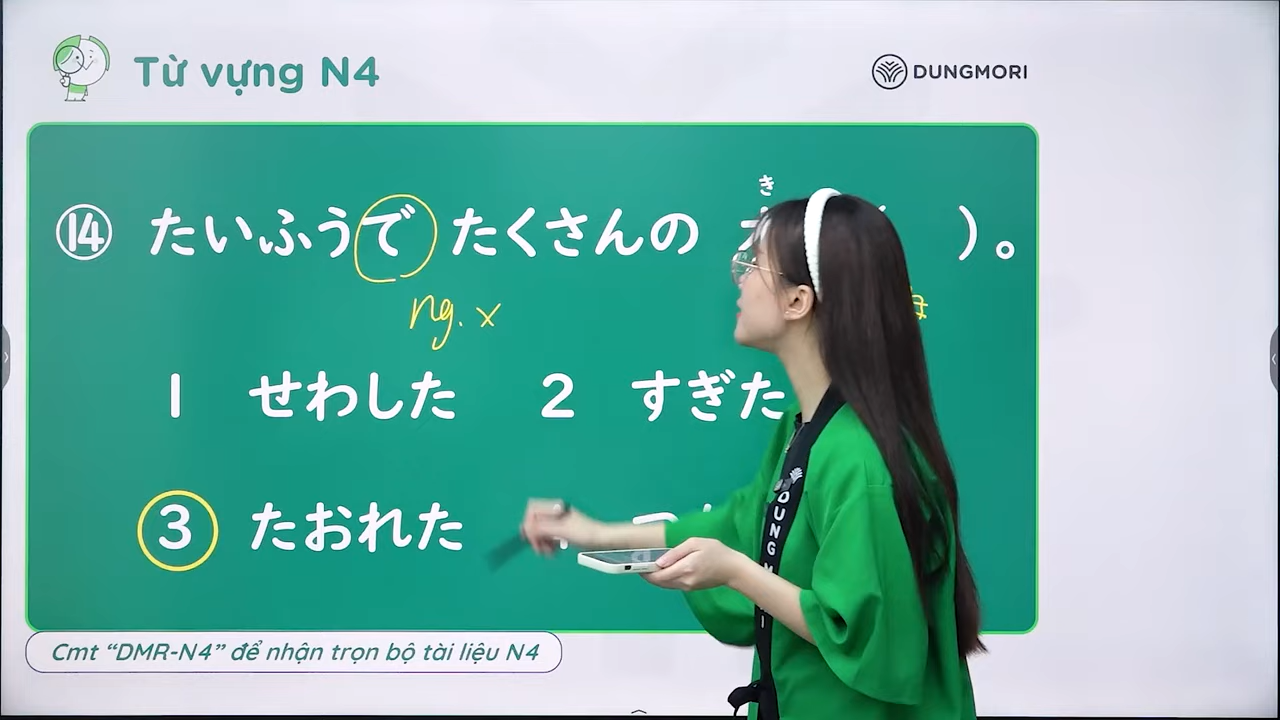 Từ vựng N4
DUNGMORI
き
⑭ たいふうで たくさんの ( )。
ng. x
1 せわした 2 すぎた
3 たおれた
DUNG M I
Cmt “DMR-N4” để nhận trọn bộ tài liệu N4